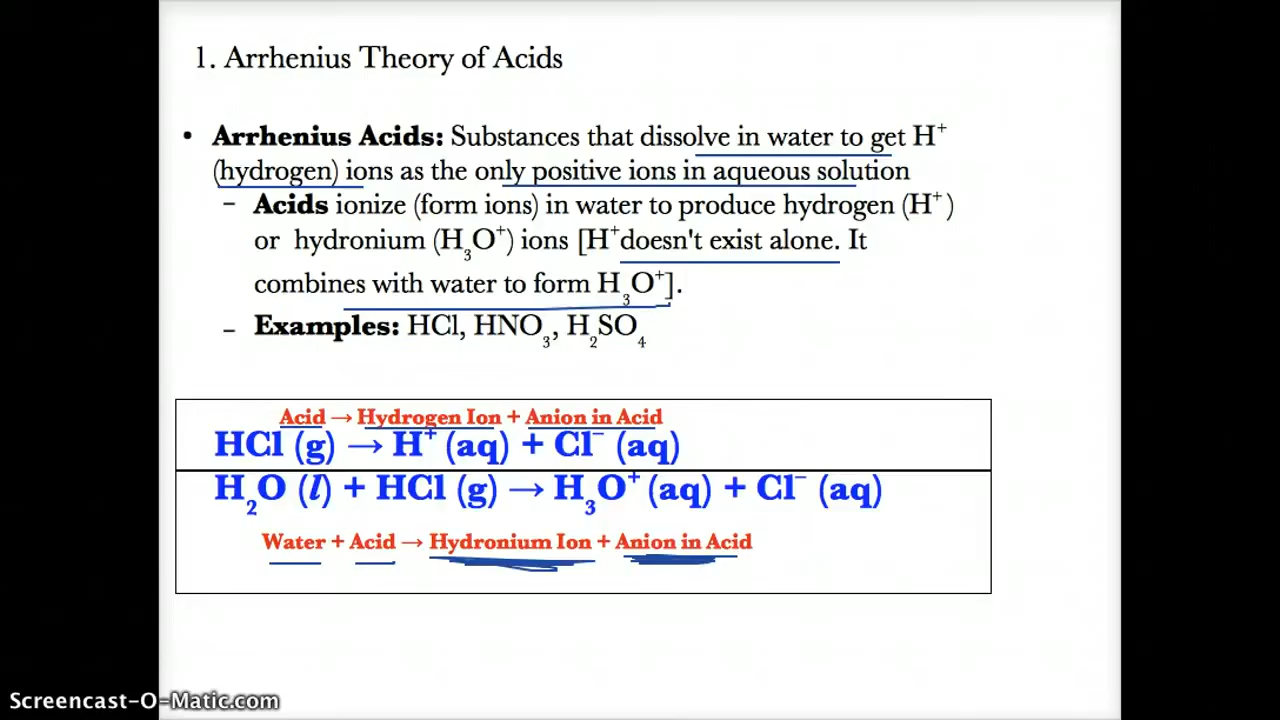 1. Arrhenius Theory of Acids
• Arrhenius Acids: Substances that dissolve in water to get H⁺
(hydrogen) ions as the only positive ions in aqueous solution
– Acids ionize (form ions) in water to produce hydrogen (H⁺)
or hydronium (H₃O⁺) ions [H⁺ doesn't exist alone. It
combines with water to form H₃O⁺].
– Examples: HCl, HNO₃, H₂SO₄
Acid → Hydrogen Ion + Anion in Acid
HCl (g) → H⁺ (aq) + Cl⁻ (aq)
H₂O (l) + HCl (g) → H₃O⁺ (aq) + Cl⁻ (aq)
Water + Acid → Hydronium Ion + Anion in Acid
Screencast-O-Matic.com